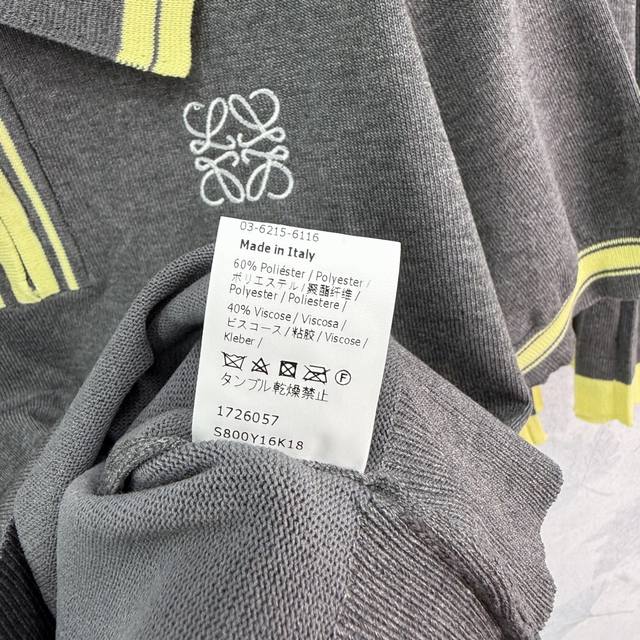 03-6215-6116
Made in Italy
60% Poliéster / Polyester /
ポリエステル / 聚酯纤维 /
Polyester / Poliestere /
40% Viscose / Viscosa /
ビスコース / 粘胶 / Viscose /
Kleber /
F
タンブル乾燥禁止
1726057
S800Y16K18